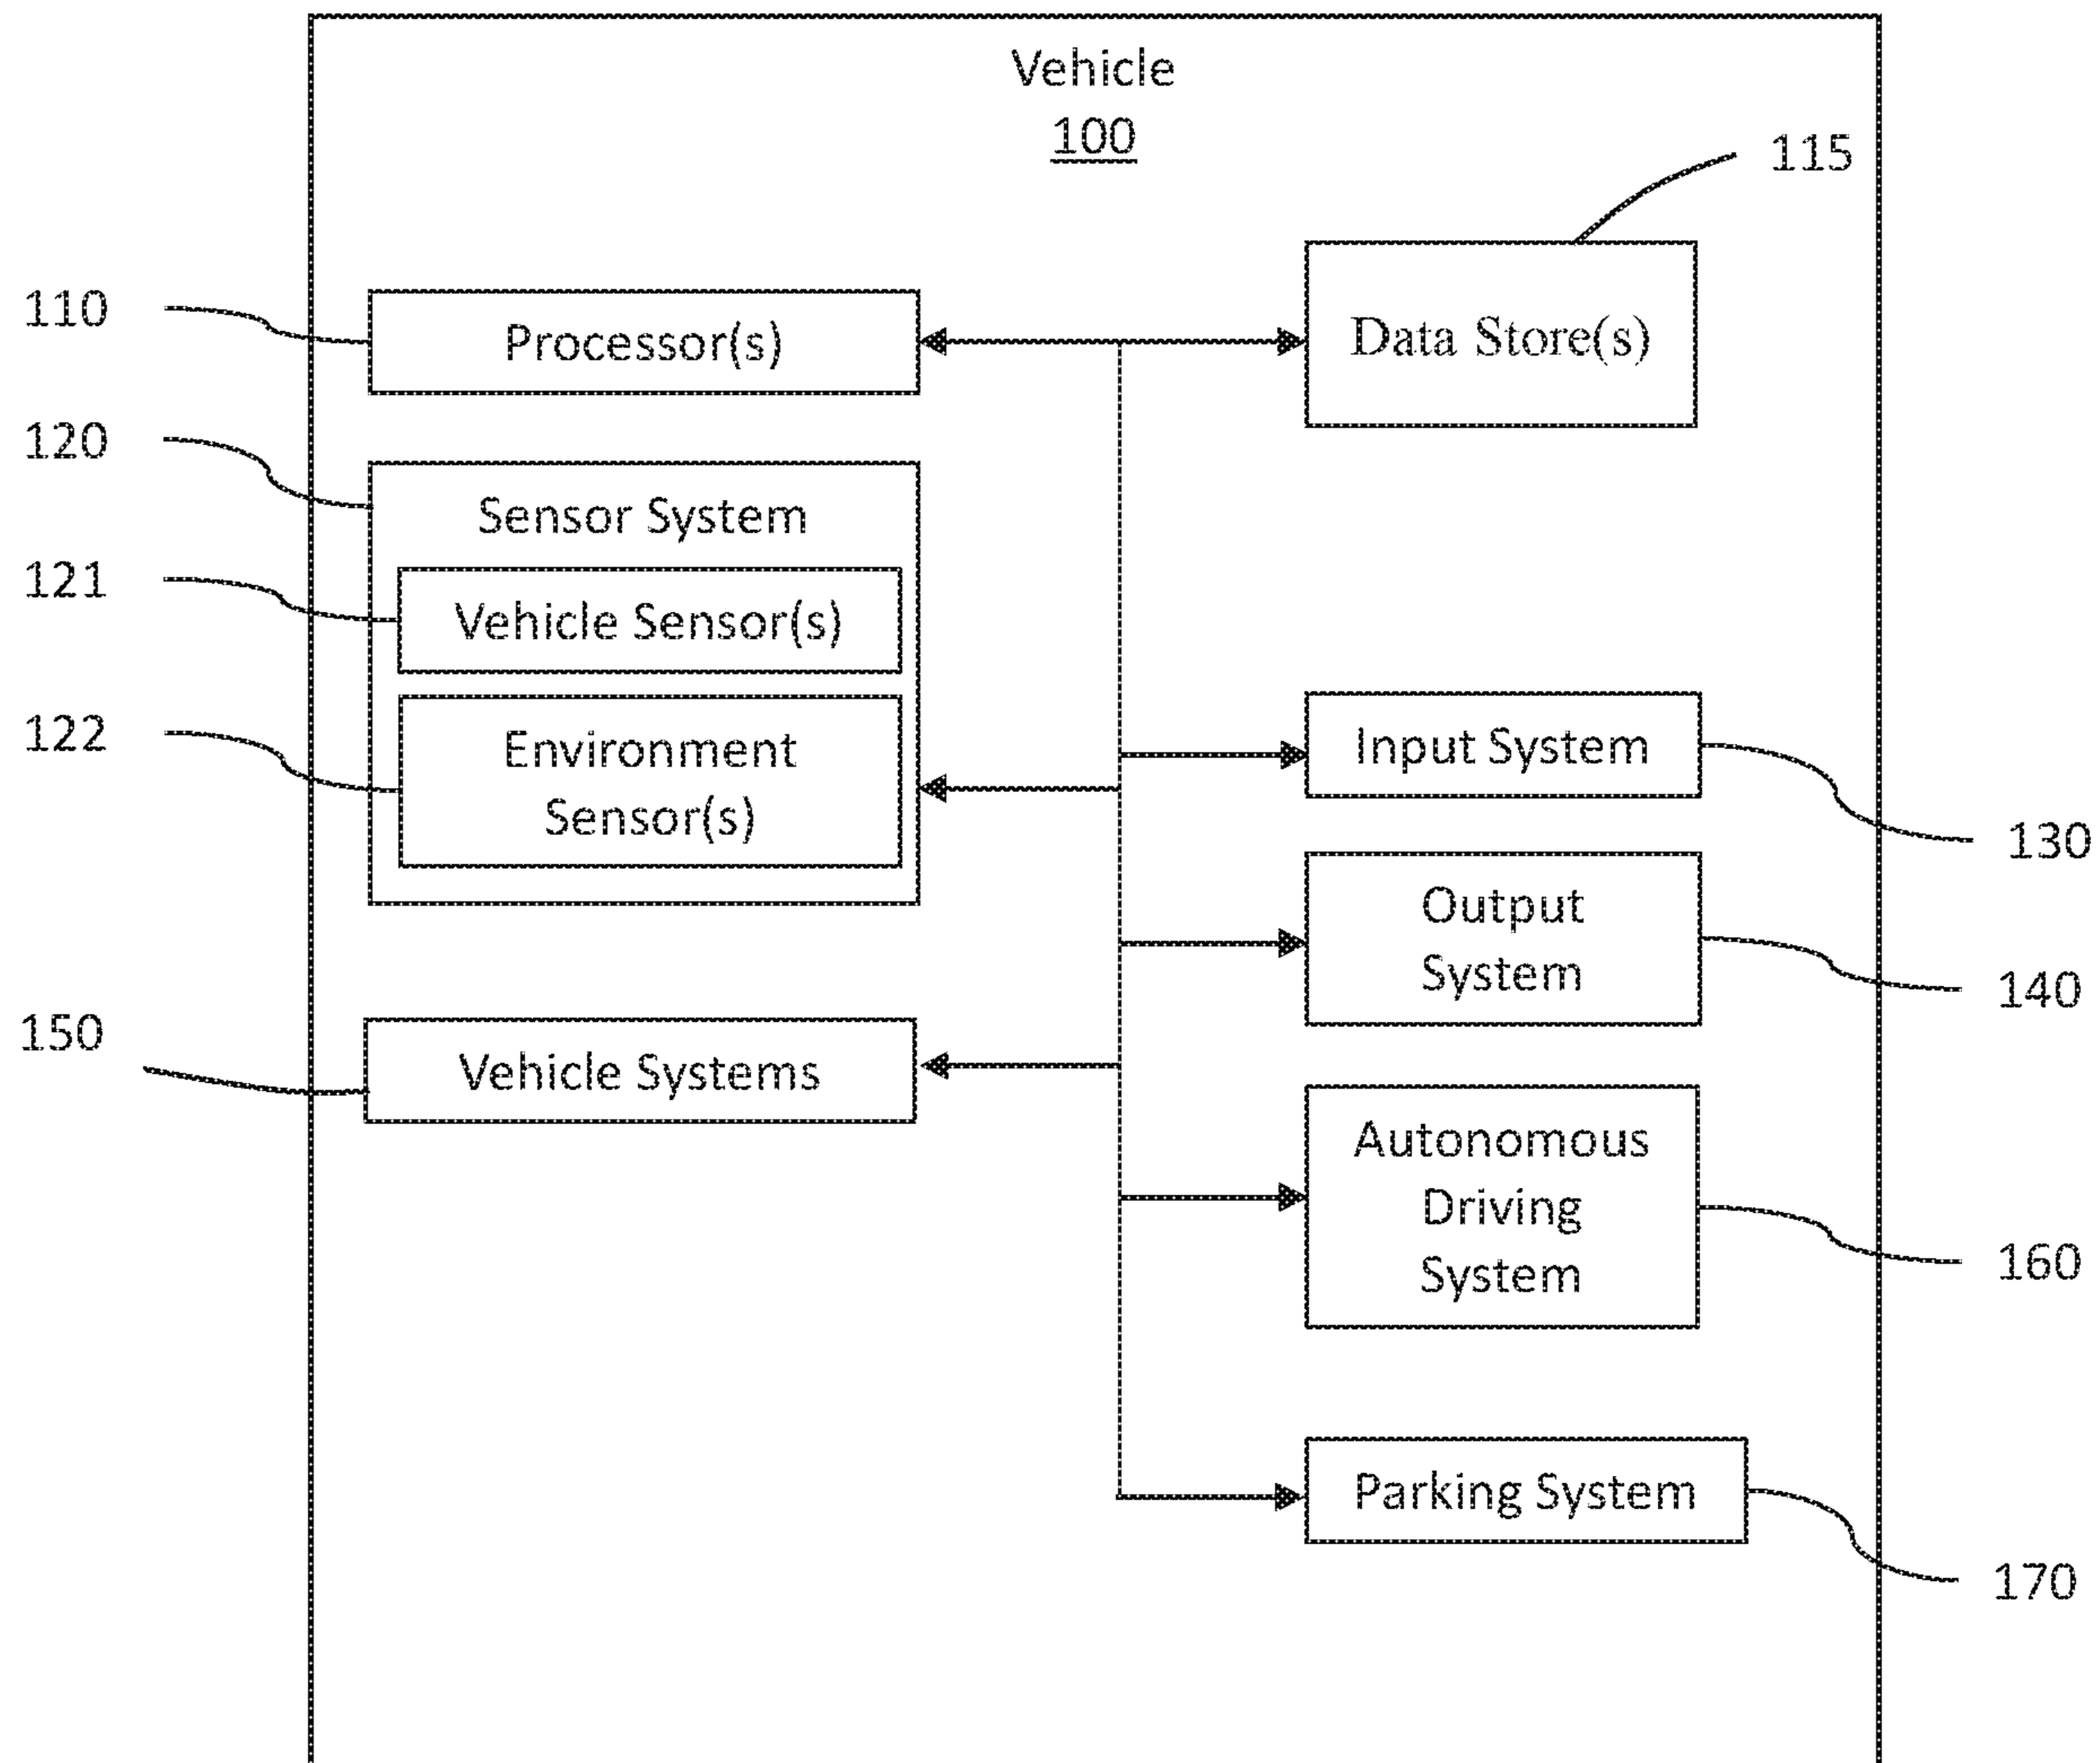 Vehicle
100
115
110
Processor(s)
Data Store(s)
120
Sensor System
121
Vehicle Sensor(s)
122
Environment
Sensor(s)
Input System
130
Output
System
140
150
Vehicle Systems
Autonomous
Driving
System
160
Parking System
170